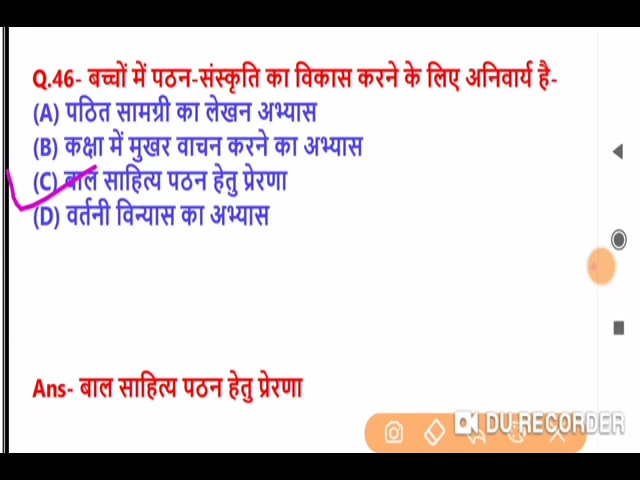 Q.46- बच्चों में पठन-संस्कृति का विकास करने के लिए अनिवार्य है-
(A) पठित सामग्री का लेखन अभ्यास
(B) कक्षा में मुखर वाचन करने का अभ्यास
(C) बाल साहित्य पठन हेतु प्रेरणा
(D) वर्तनी विन्यास का अभ्यास
Ans- बाल साहित्य पठन हेतु प्रेरणा
DU RECORDER